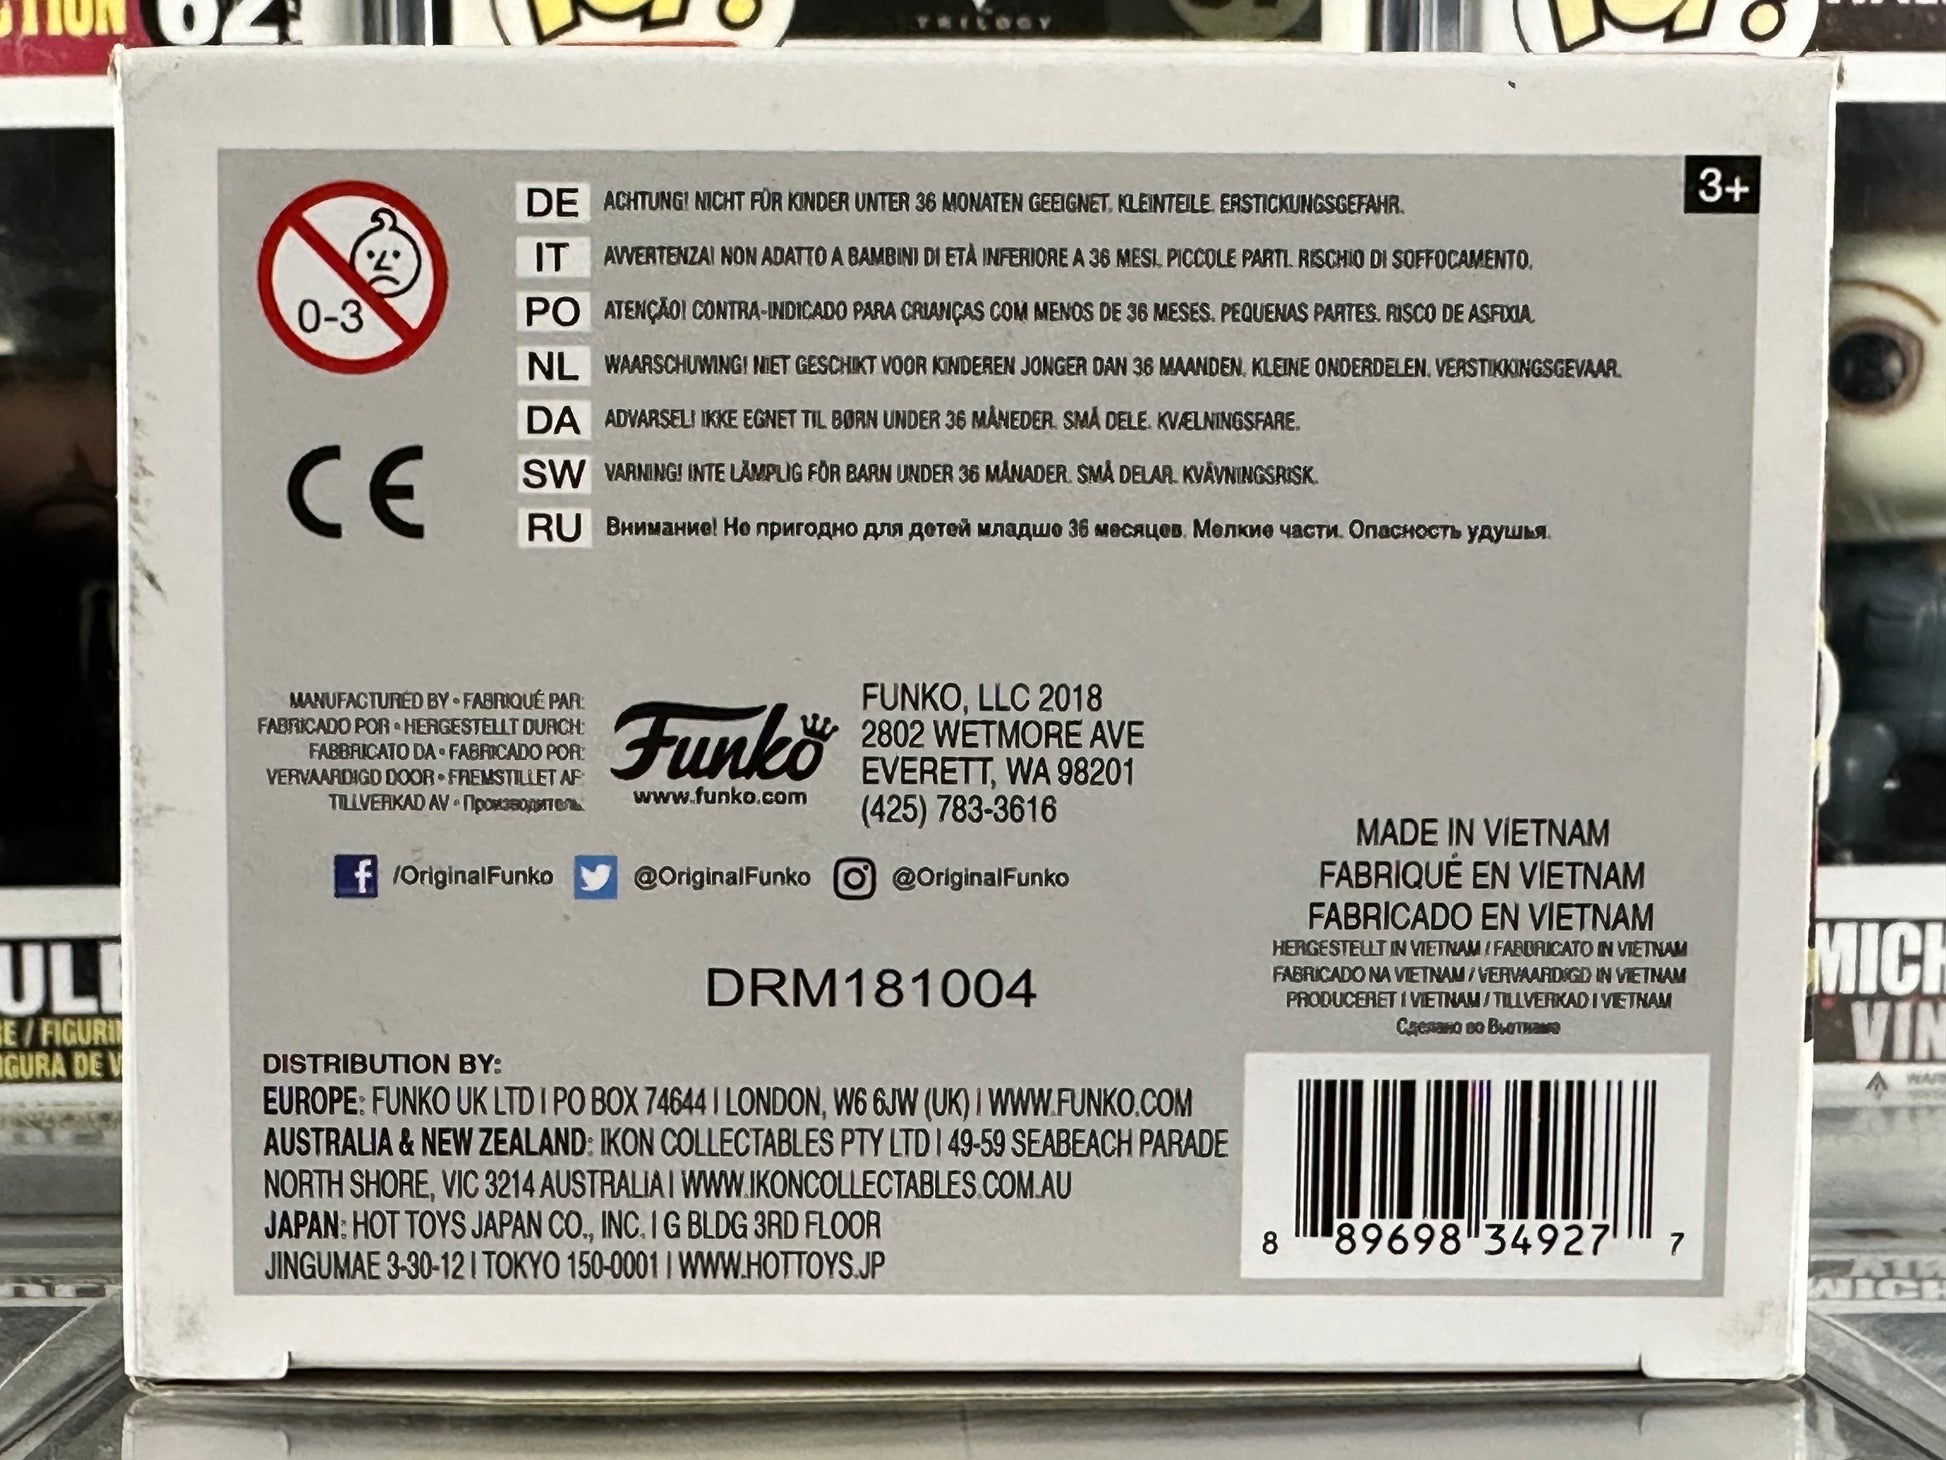 CTION 62
TRILOGY
3+
0-3
DE ACHTUNG! NICHT FÜR KINDER UNTER 36 MONATEN GEEIGNET. KLEINTEILE. ERSTICKUNGSGEFAHR.
IT AVVERTENZA! NON ADATTO A BAMBINI DI ETÀ INFERIORE A 36 MESI. PICCOLE PARTI. RISCHIO DI SOFFOCAMENTO.
PO ATENÇÃO! CONTRA-INDICADO PARA CRIANÇAS COM MENOS DE 36 MESES. PEQUENAS PARTES. RISCO DE ASFIXIA.
NL WAARSCHUWING! NIET GESCHIKT VOOR KINDEREN JONGER DAN 36 MAANDEN. KLEINE ONDERDELEN. VERSTIKKINGSGEVAAR.
DA ADVARSEL! IKKE EGNET TIL BØRN UNDER 36 MÅNEDER. SMÅ DELE. KVÆLNINGSFARE.
SW VARNING! INTE LÄMPLIG FÖR BARN UNDER 36 MÅNADER. SMÅ DELAR. KVÄVNINGSRISK.
RU Внимание! Не пригодно для детей младше 36 месяцев. Мелкие части. Опасность удушья.
CE
MANUFACTURED BY • FABRIQUÉ PAR:
FABRICADO POR • HERGESTELLT DURCH:
FABBRICATO DA • FABRICADO POR:
VERVAARDIGD DOOR • FREMSTILLET AF:
TILLVERKAD AV • Производитель
Funko
www.funko.com
FUNKO, LLC 2018
2802 WETMORE AVE
EVERETT, WA 98201
(425) 783-3616
/OriginalFunko @OriginalFunko @OriginalFunko
MADE IN VIETNAM
FABRIQUÉ EN VIETNAM
FABRICADO EN VIETNAM
HERGESTELLT IN VIETNAM / FABBRICATO IN VIETNAM
FABRICADO NA VIETNAM / VERVAARDIGD IN VIETNAM
PRODUCERET I VIETNAM / TILLVERKAD I VIETNAM
Сделано во Вьетнаме
DRM181004
DISTRIBUTION BY:
EUROPE: FUNKO UK LTD | PO BOX 74644 | LONDON, W6 6JW (UK) | WWW.FUNKO.COM
AUSTRALIA & NEW ZEALAND: IKON COLLECTABLES PTY LTD | 49-59 SEABEACH PARADE
NORTH SHORE, VIC 3214 AUSTRALIA | WWW.IKONCOLLECTABLES.COM.AU
JAPAN: HOT TOYS JAPAN CO., INC. | G BLDG 3RD FLOOR
JINGUMAE 3-30-12 | TOKYO 150-0001 | WWW.HOTTOYS.JP
8 89698 34927 7
MICH
VIN